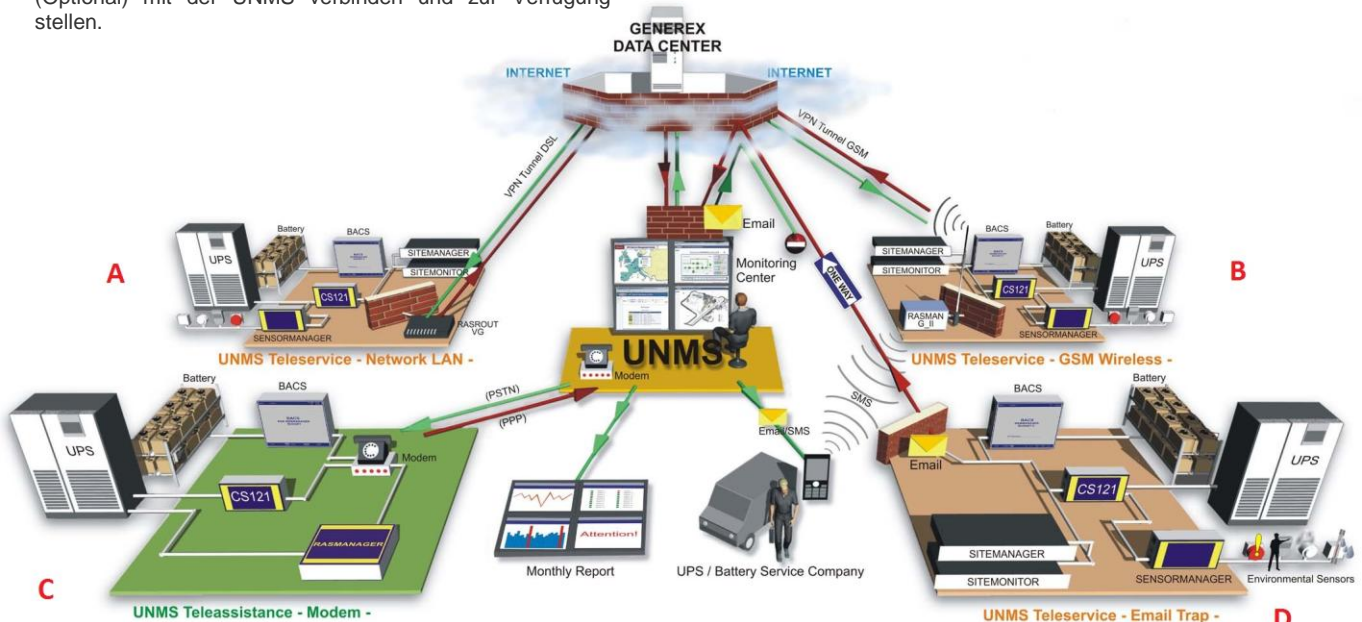 (Optional) mit der UNMS verbinden und zur Verfügung
stellen.
GENEREX
DATA CENTER
INTERNET
INTERNET
VPN Tunnel DSL
VPN Tunnel GSM
Email
Monitoring
Center
ONE WAY
UNMS
Modem
A
UPS
Battery
BACS
BACS
SITEMANAGER
SITEMONITOR
CS121
SENSORMANAGER
RASROUT
VG
UNMS Teleservice - Network LAN -
B
SITEMANAGER
SITEMONITOR
BACS
Battery
UPS
CS121
RASMAN
G_II
SENSORMANAGER
UNMS Teleservice - GSM Wireless -
(PSTN)
(PPP)
Email/SMS
SMS
C
UPS
Battery
BACS
BACS
Modem
CS121
RASMANAGER
UNMS Teleassistance - Modem -
Attention!
Monthly Report
UPS / Battery Service Company
Email
BACS
BACS
Battery
UPS
CS121
SITEMANAGER
SITEMONITOR
SENSORMANAGER
Environmental Sensors
UNMS Teleservice - Email Trap -
D